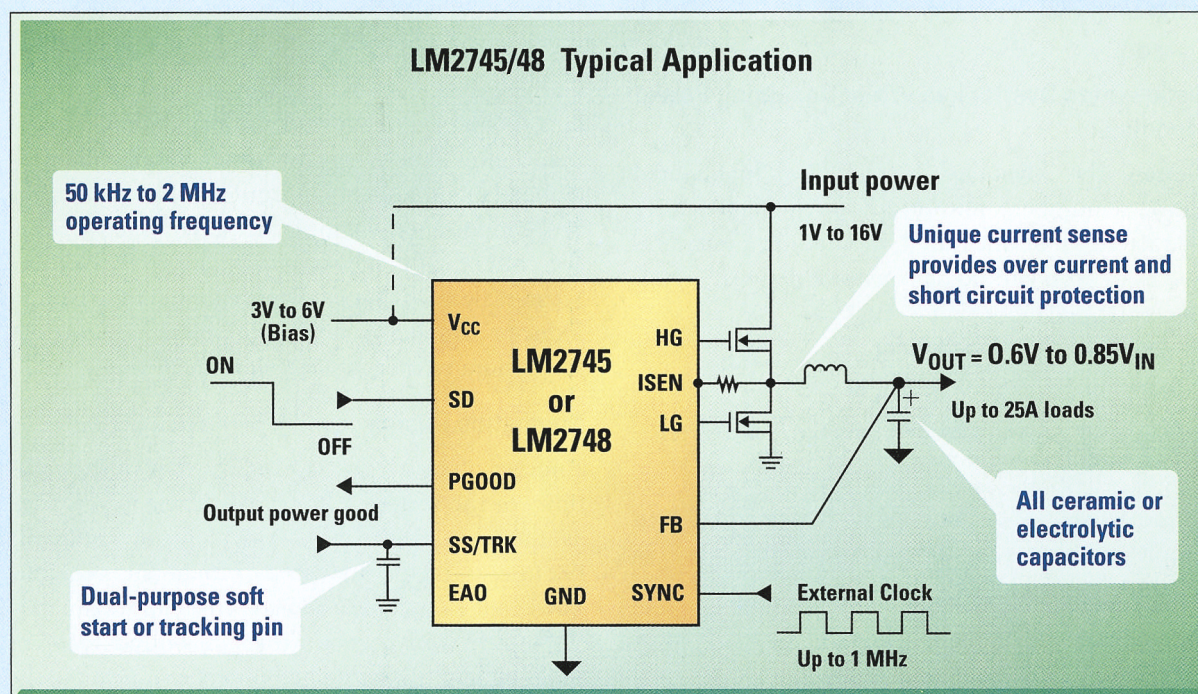 LM2745/48 Typical Application
50 kHz to 2 MHz
operating frequency
Input power
1V to 16V
Unique current sense
provides over current and
short circuit protection
3V to 6V
(Bias)
VCC
HG
LM2745
or
LM2748
ISEN
VOUT = 0.6V to 0.85VIN
Up to 25A loads
ON
OFF
SD
LG
PGOOD
Output power good
FB
All ceramic or
electrolytic
capacitors
SS/TRK
Dual-purpose soft
start or tracking pin
EAO
GND
SYNC
External Clock
Up to 1 MHz
+